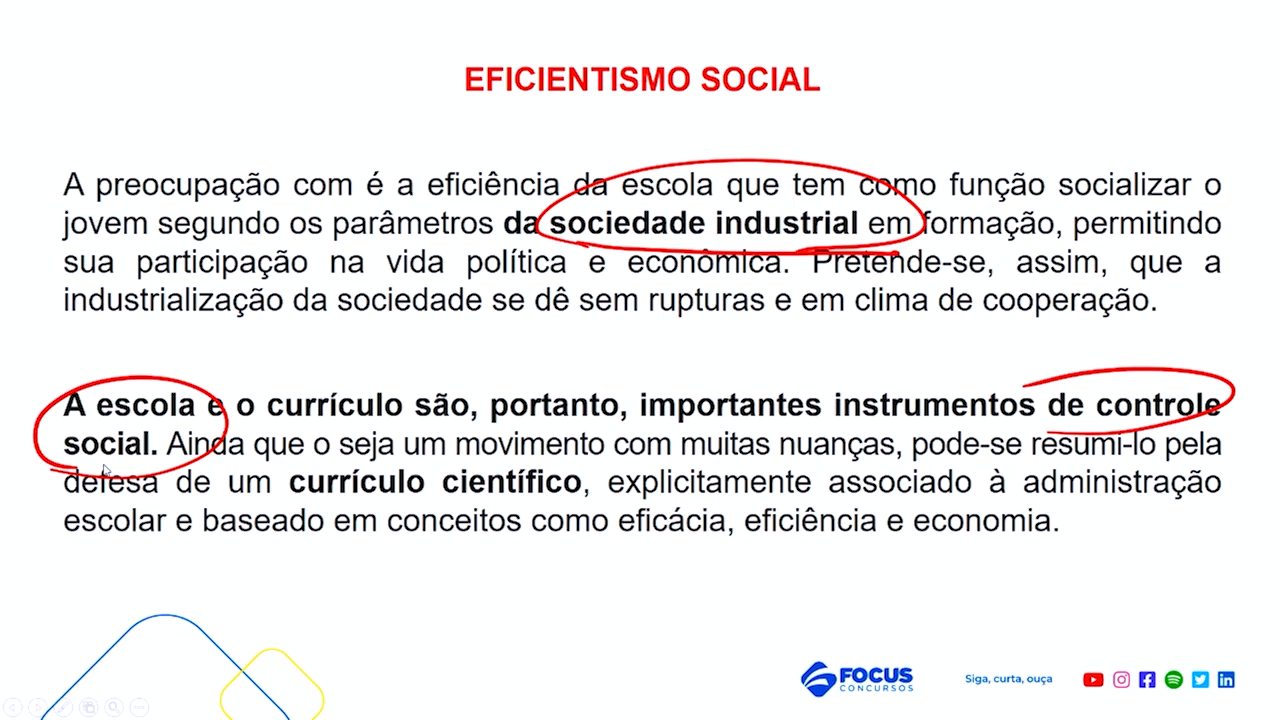 EFICIENTISMO SOCIAL
A preocupação com é a eficiência da escola que tem como função socializar o
jovem segundo os parâmetros da sociedade industrial em formação, permitindo
sua participação na vida política e econômica. Pretende-se, assim, que a
industrialização da sociedade se dê sem rupturas e em clima de cooperação.
A escola e o currículo são, portanto, importantes instrumentos de controle
social. Ainda que o seja um movimento com muitas nuanças, pode-se resumi-lo pela
defesa de um currículo científico, explicitamente associado à administração
escolar e baseado em conceitos como eficácia, eficiência e economia.
FOCUS
CONCURSOS
Siga, curta, ouça